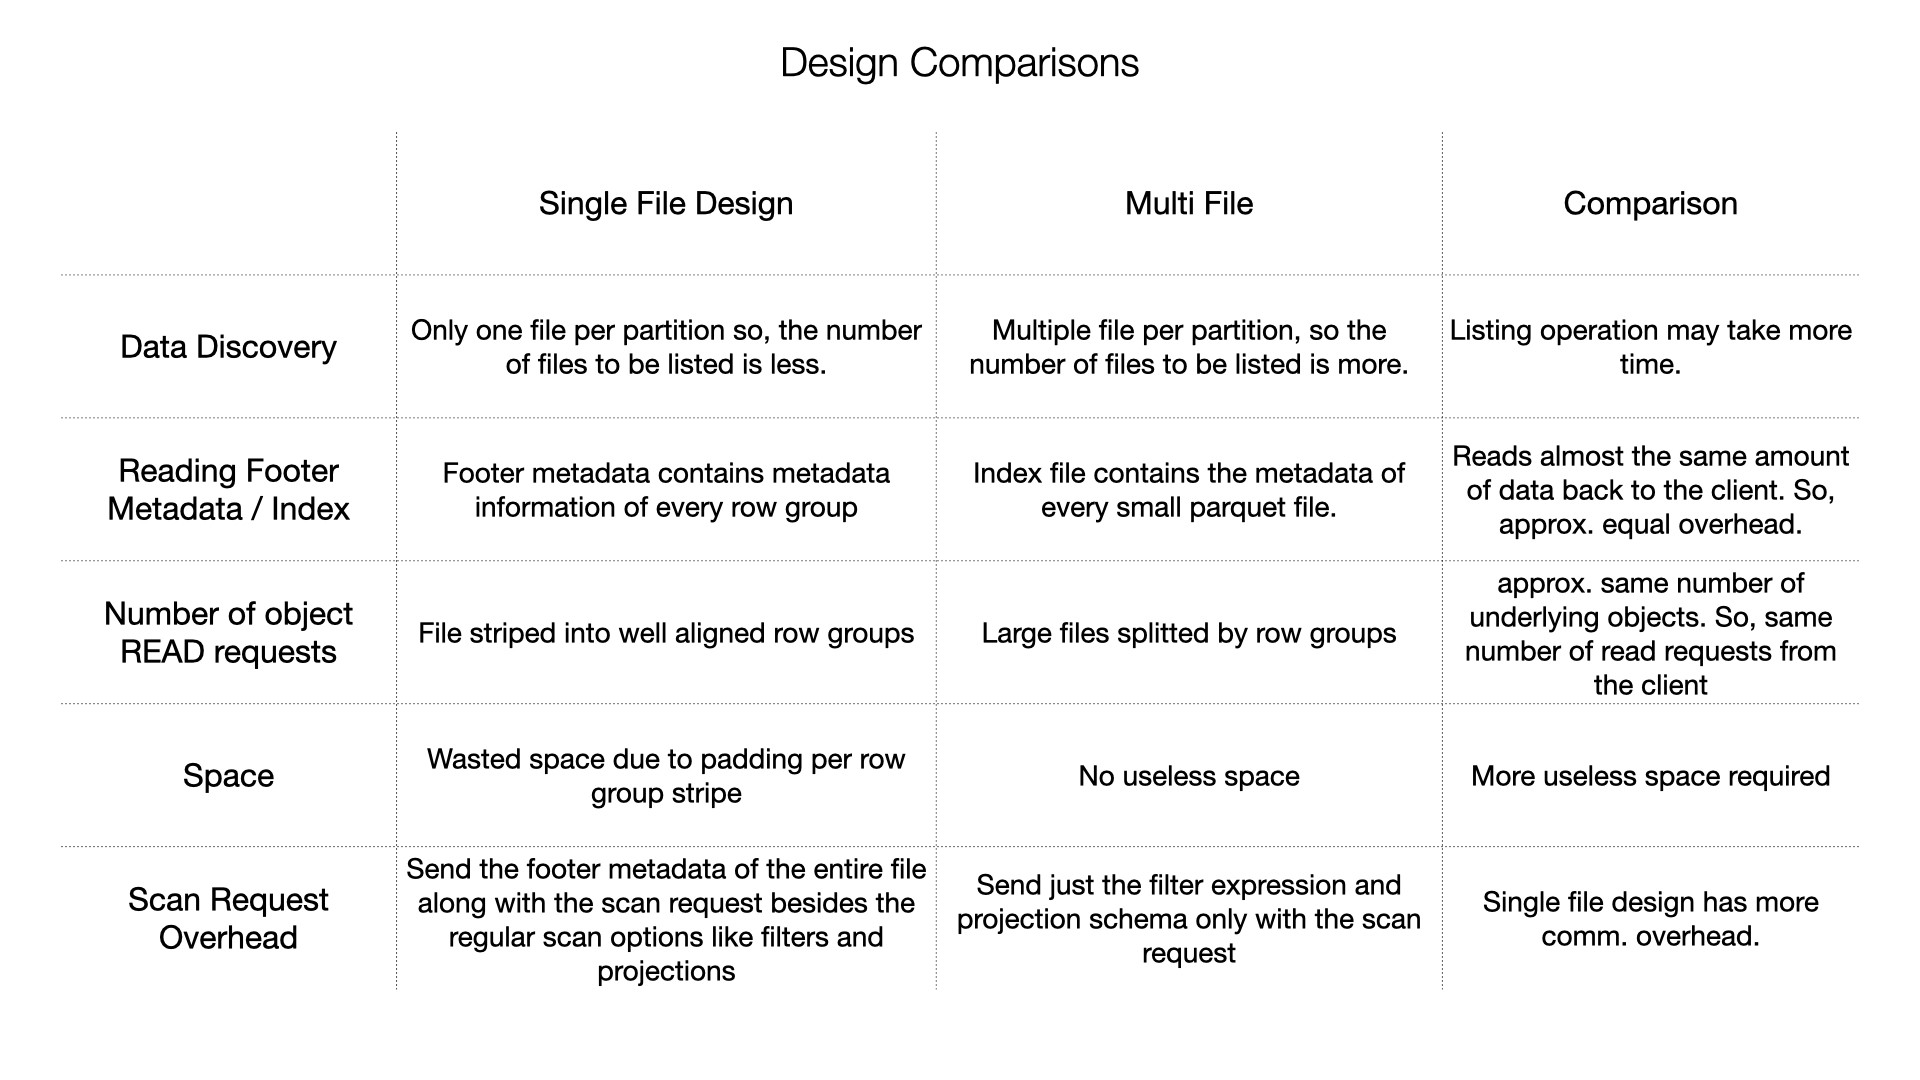 Design Comparisons
Single File Design
Multi File
Comparison
Data Discovery
Only one file per partition so, the number
of files to be listed is less.
Multiple file per partition, so the
number of files to be listed is more.
Listing operation may take more
time.
Reading Footer
Metadata / Index
Footer metadata contains metadata
information of every row group
Index file contains the metadata of
every small parquet file.
Reads almost the same amount
of data back to the client. So,
approx. equal overhead.
Number of object
READ requests
File striped into well aligned row groups
Large files splitted by row groups
approx. same number of
underlying objects. So, same
number of read requests from
the client
Space
Wasted space due to padding per row
group stripe
No useless space
More useless space required
Scan Request
Overhead
Send the footer metadata of the entire file
along with the scan request besides the
regular scan options like filters and
projections
Send just the filter expression and
projection schema only with the scan
request
Single file design has more
comm. overhead.